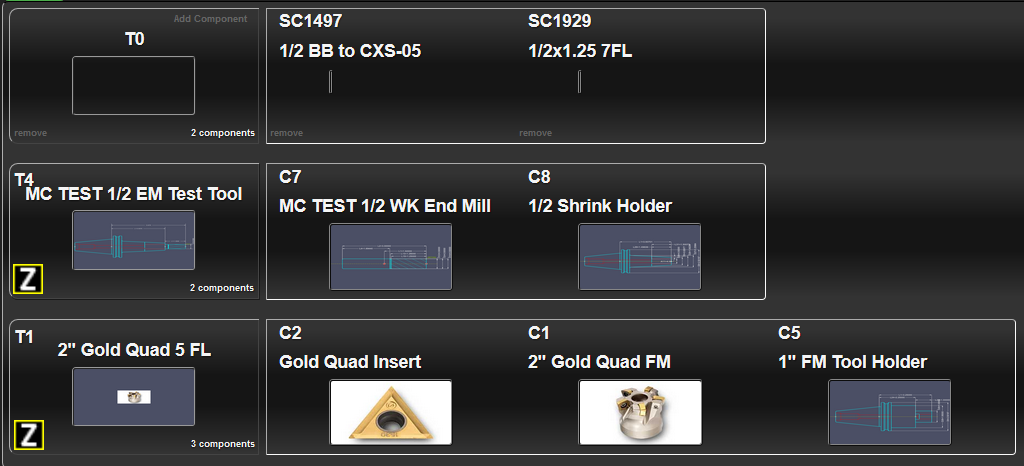 Add Component
T0
remove
2 components
SC1497
1/2 BB to CXS-05
remove
SC1929
1/2x1.25 7FL
remove
T4
MC TEST 1/2 EM Test Tool
Z
2 components
C7
MC TEST 1/2 WK End Mill
C8
1/2 Shrink Holder
T1
2" Gold Quad 5 FL
Z
3 components
C2
Gold Quad Insert
C1
2" Gold Quad FM
C5
1" FM Tool Holder